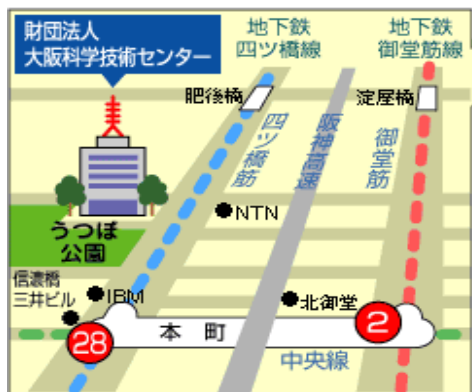 財団法人
大阪科学技術センター
地下鉄
四ツ橋線
地下鉄
御堂筋線
肥後橋
淀屋橋
四ツ橋筋
阪神高速
御堂筋
NTN
うつぼ
公園
信濃橋
三井ビル
IBM
北御堂
28
本町
2
中央線